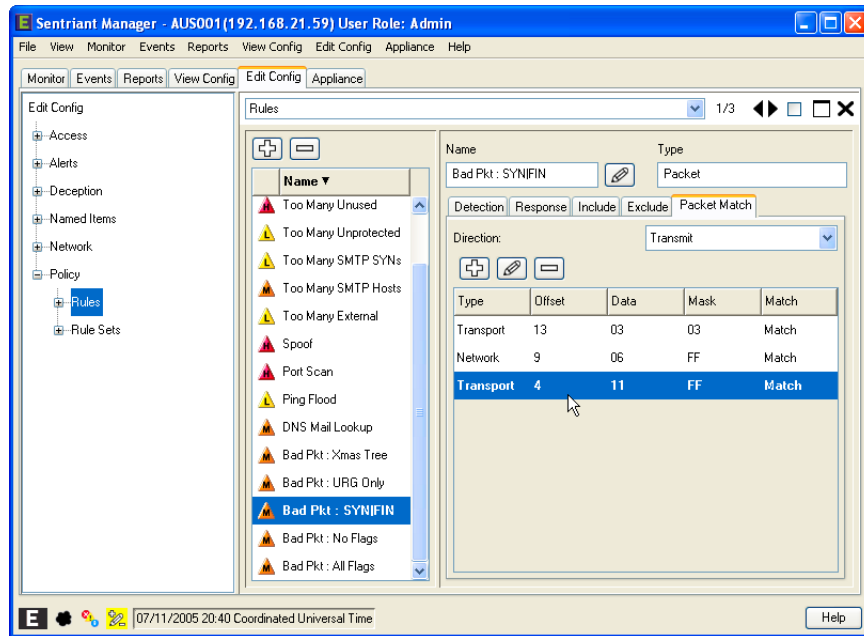 Sentriant Manager - AUS001(192.168.21.59) User Role: Admin
File View Monitor Events Reports View Config Edit Config Appliance Help
Monitor Events Reports View Config Edit Config Appliance
Edit Config
Access
Alerts
Deception
Named Items
Network
Policy
Rules
Rule Sets
Rules
1/3
Name
Too Many Unused
Too Many Unprotected
Too Many SMTP SYNs
Too Many SMTP Hosts
Too Many External
Spoof
Port Scan
Ping Flood
DNS Mail Lookup
Bad Pkt : Xmas Tree
Bad Pkt : URG Only
Bad Pkt : SYN|FIN
Bad Pkt : No Flags
Bad Pkt : All Flags
Name Type
Bad Pkt : SYN|FIN Packet
Detection Response Include Exclude Packet Match
Direction: Transmit
Type Offset Data Mask Match
Transport 13 03 03 Match
Network 9 06 FF Match
Transport 4 11 FF Match
E 07/11/2005 20:40 Coordinated Universal Time Help